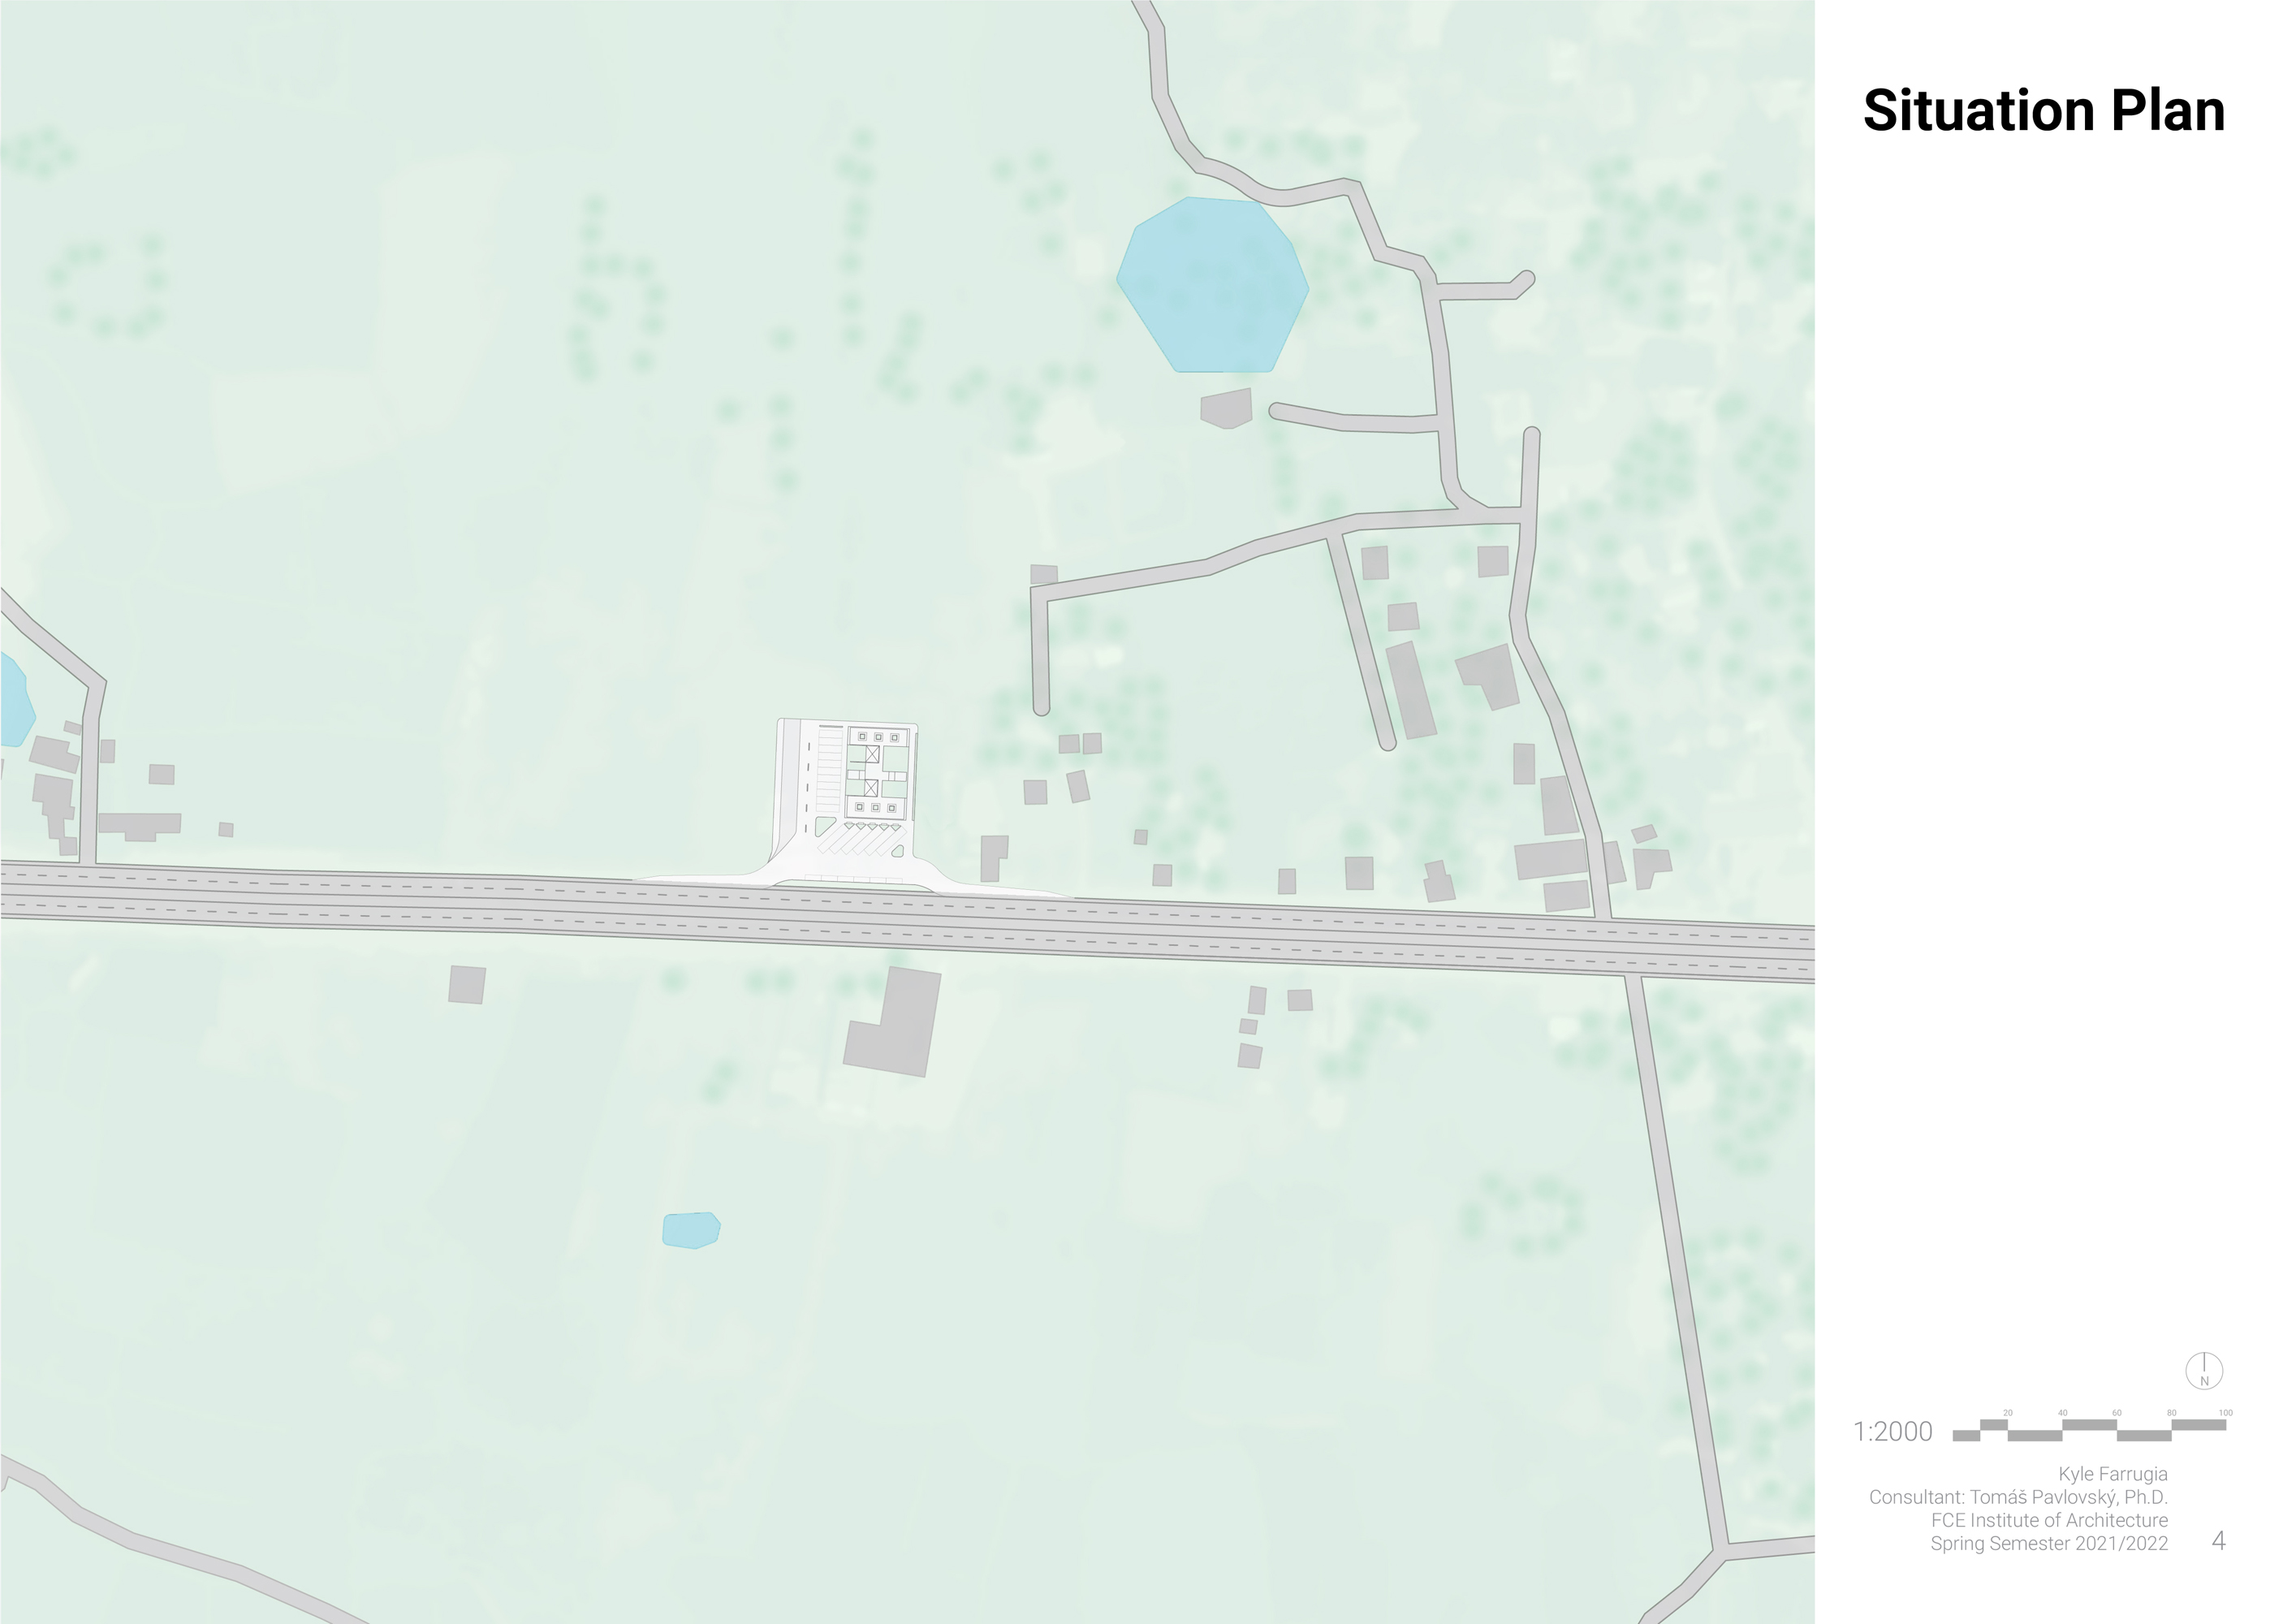 Situation Plan
N
20 40 60 80 100
1:2000
Kyle Farrugia
Consultant: Tomáš Pavlovský, Ph.D.
FCE Institute of Architecture
Spring Semester 2021/2022
4